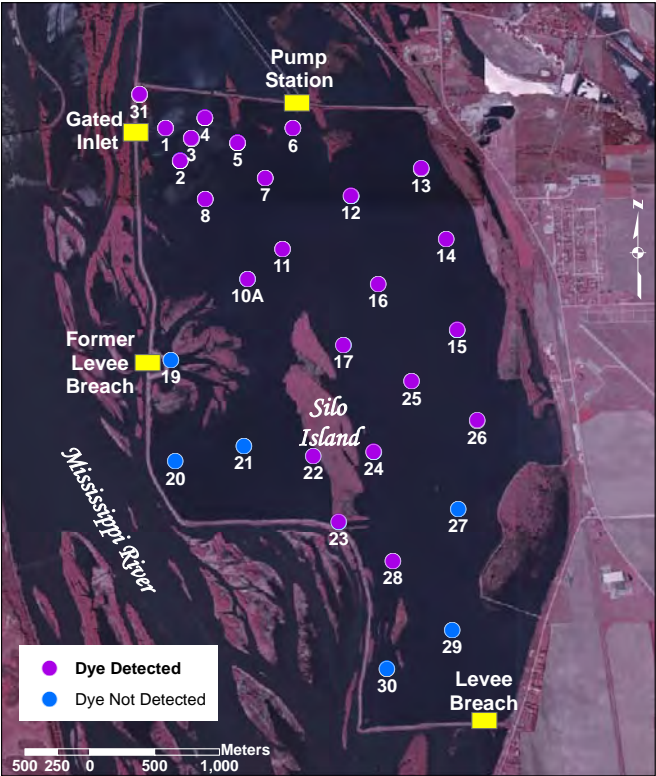 Pump
Station
31
Gated
Inlet
1
4
3
2
5
6
7
8
12
13
14
11
10A
16
15
17
Former
Levee
Breach
19
25
26
Silo
Island
20
21
22
24
27
Mississippi River
23
28
29
30
Levee
Breach
z
Dye Detected
Dye Not Detected
Meters
500 250 0 500 1,000